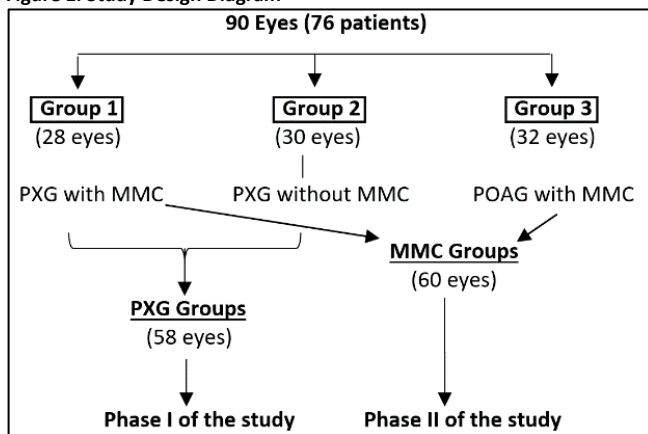 Figure 2. Study Design Diagram
90 Eyes (76 patients)
Group 1 Group 2 Group 3
(28 eyes) (30 eyes) (32 eyes)
PXG with MMC PXG without MMC POAG with MMC
MMC Groups
(60 eyes)
PXG Groups
(58 eyes)
Phase I of the study Phase II of the study